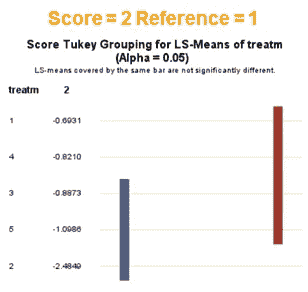 Score = 2 Reference = 1
Score Tukey Grouping for LS-Means of treatm
(Alpha = 0.05)
LS-means covered by the same bar are not significantly different.
treatm 2
1 -0.6931
4 -0.8210
3 -0.8873
5 -1.0986
2 -2.4849